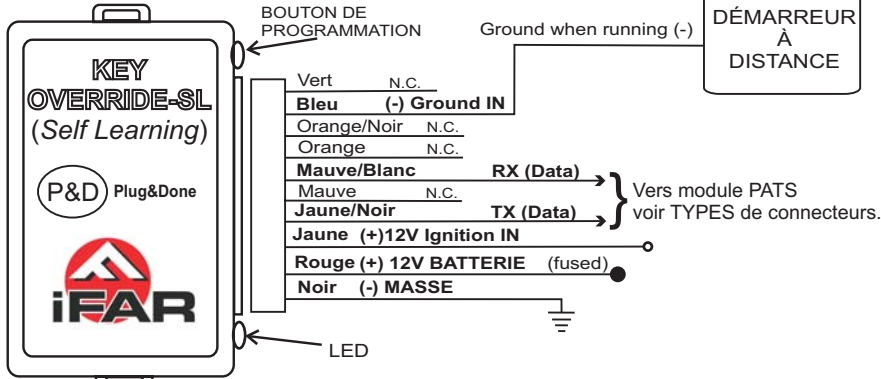 BOUTON DE
PROGRAMMATION
Ground when running (-)
DÉMARREUR
À
DISTANCE
KEY
OVERRIDE-SL
(Self Learning)
P&D Plug&Done
iFAR
Vert N.C.
Bleu (-) Ground IN
Orange/Noir N.C.
Orange N.C.
Mauve/Blanc RX (Data)
Mauve N.C.
Jaune/Noir TX (Data)
Vers module PATS
voir TYPES de connecteurs.
Jaune (+)12V Ignition IN
Rouge (+) 12V BATTERIE (fused)
Noir (-) MASSE
LED